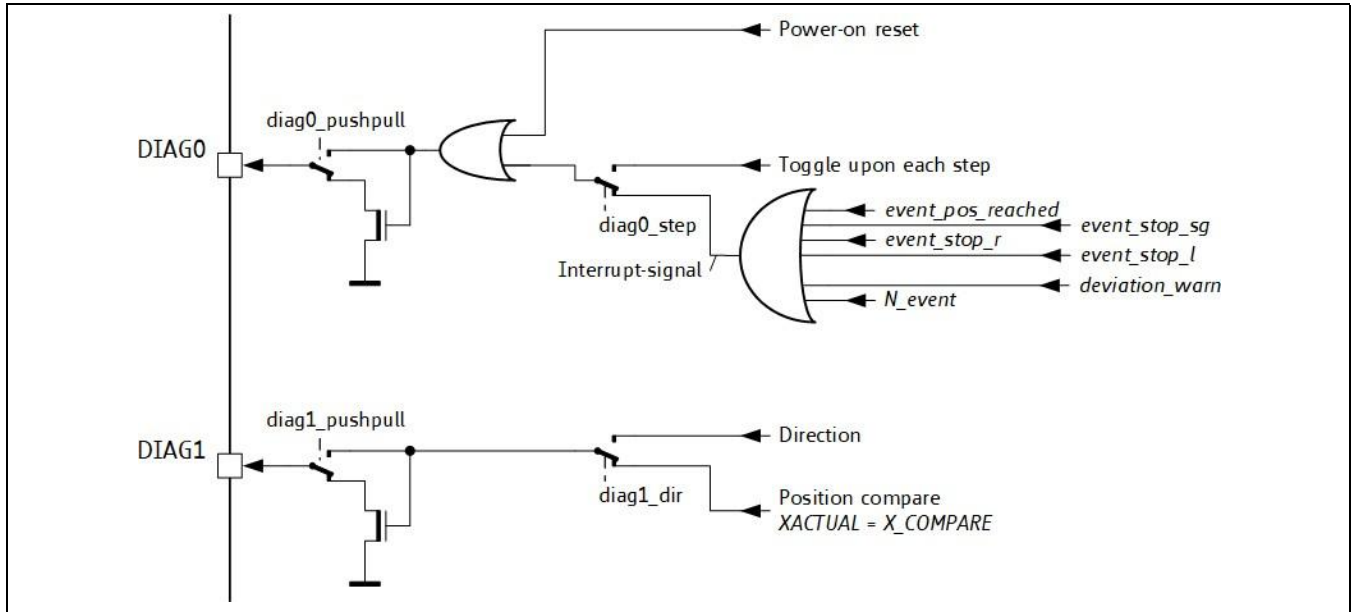 Power-on reset
diag0_pushpull
DIAG0
Toggle upon each step
diag0_step
event_pos_reached
event_stop_sg
event_stop_r
event_stop_l
Interrupt-signal
deviation_warn
N_event
diag1_pushpull
DIAG1
Direction
diag1_dir
Position compare
XACTUAL = X_COMPARE